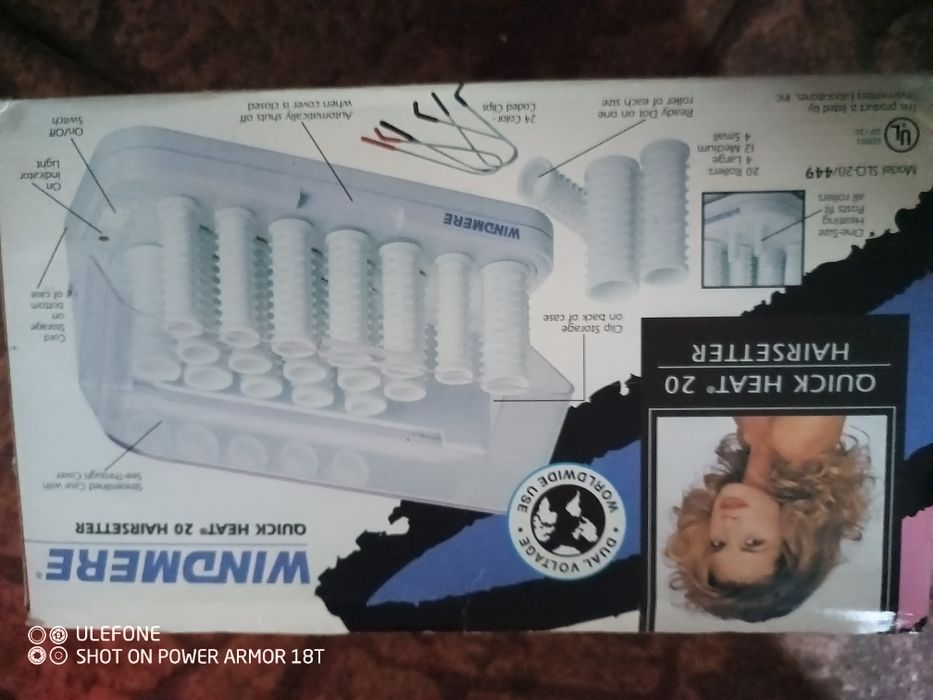 WINDMERE®
QUICK HEAT® 20 HAIRSETTER
Streamlined Case with
See-Through Cover
• DUAL VOLTAGE •
WORLDWIDE USE
QUICK HEAT® 20
HAIRSETTER
Clip Storage
on back of case
Cord
Storage
on
bottom
of case
On
Indicator
Light
On/Off
Switch
WINDMERE
Automatically shuts off
when cover is closed
24 Color-
Coded Clips
Ready Dot on one
roller of each size
20 Rollers
4 Large
12 Medium
4 Small
* One-Size
Heating
Posts fit
all rollers
WINDMERE
Model SLQ-20/449
UL
This product is listed by
Underwriters Laboratories, Inc.
ULEFONE
SHOT ON POWER ARMOR 18T